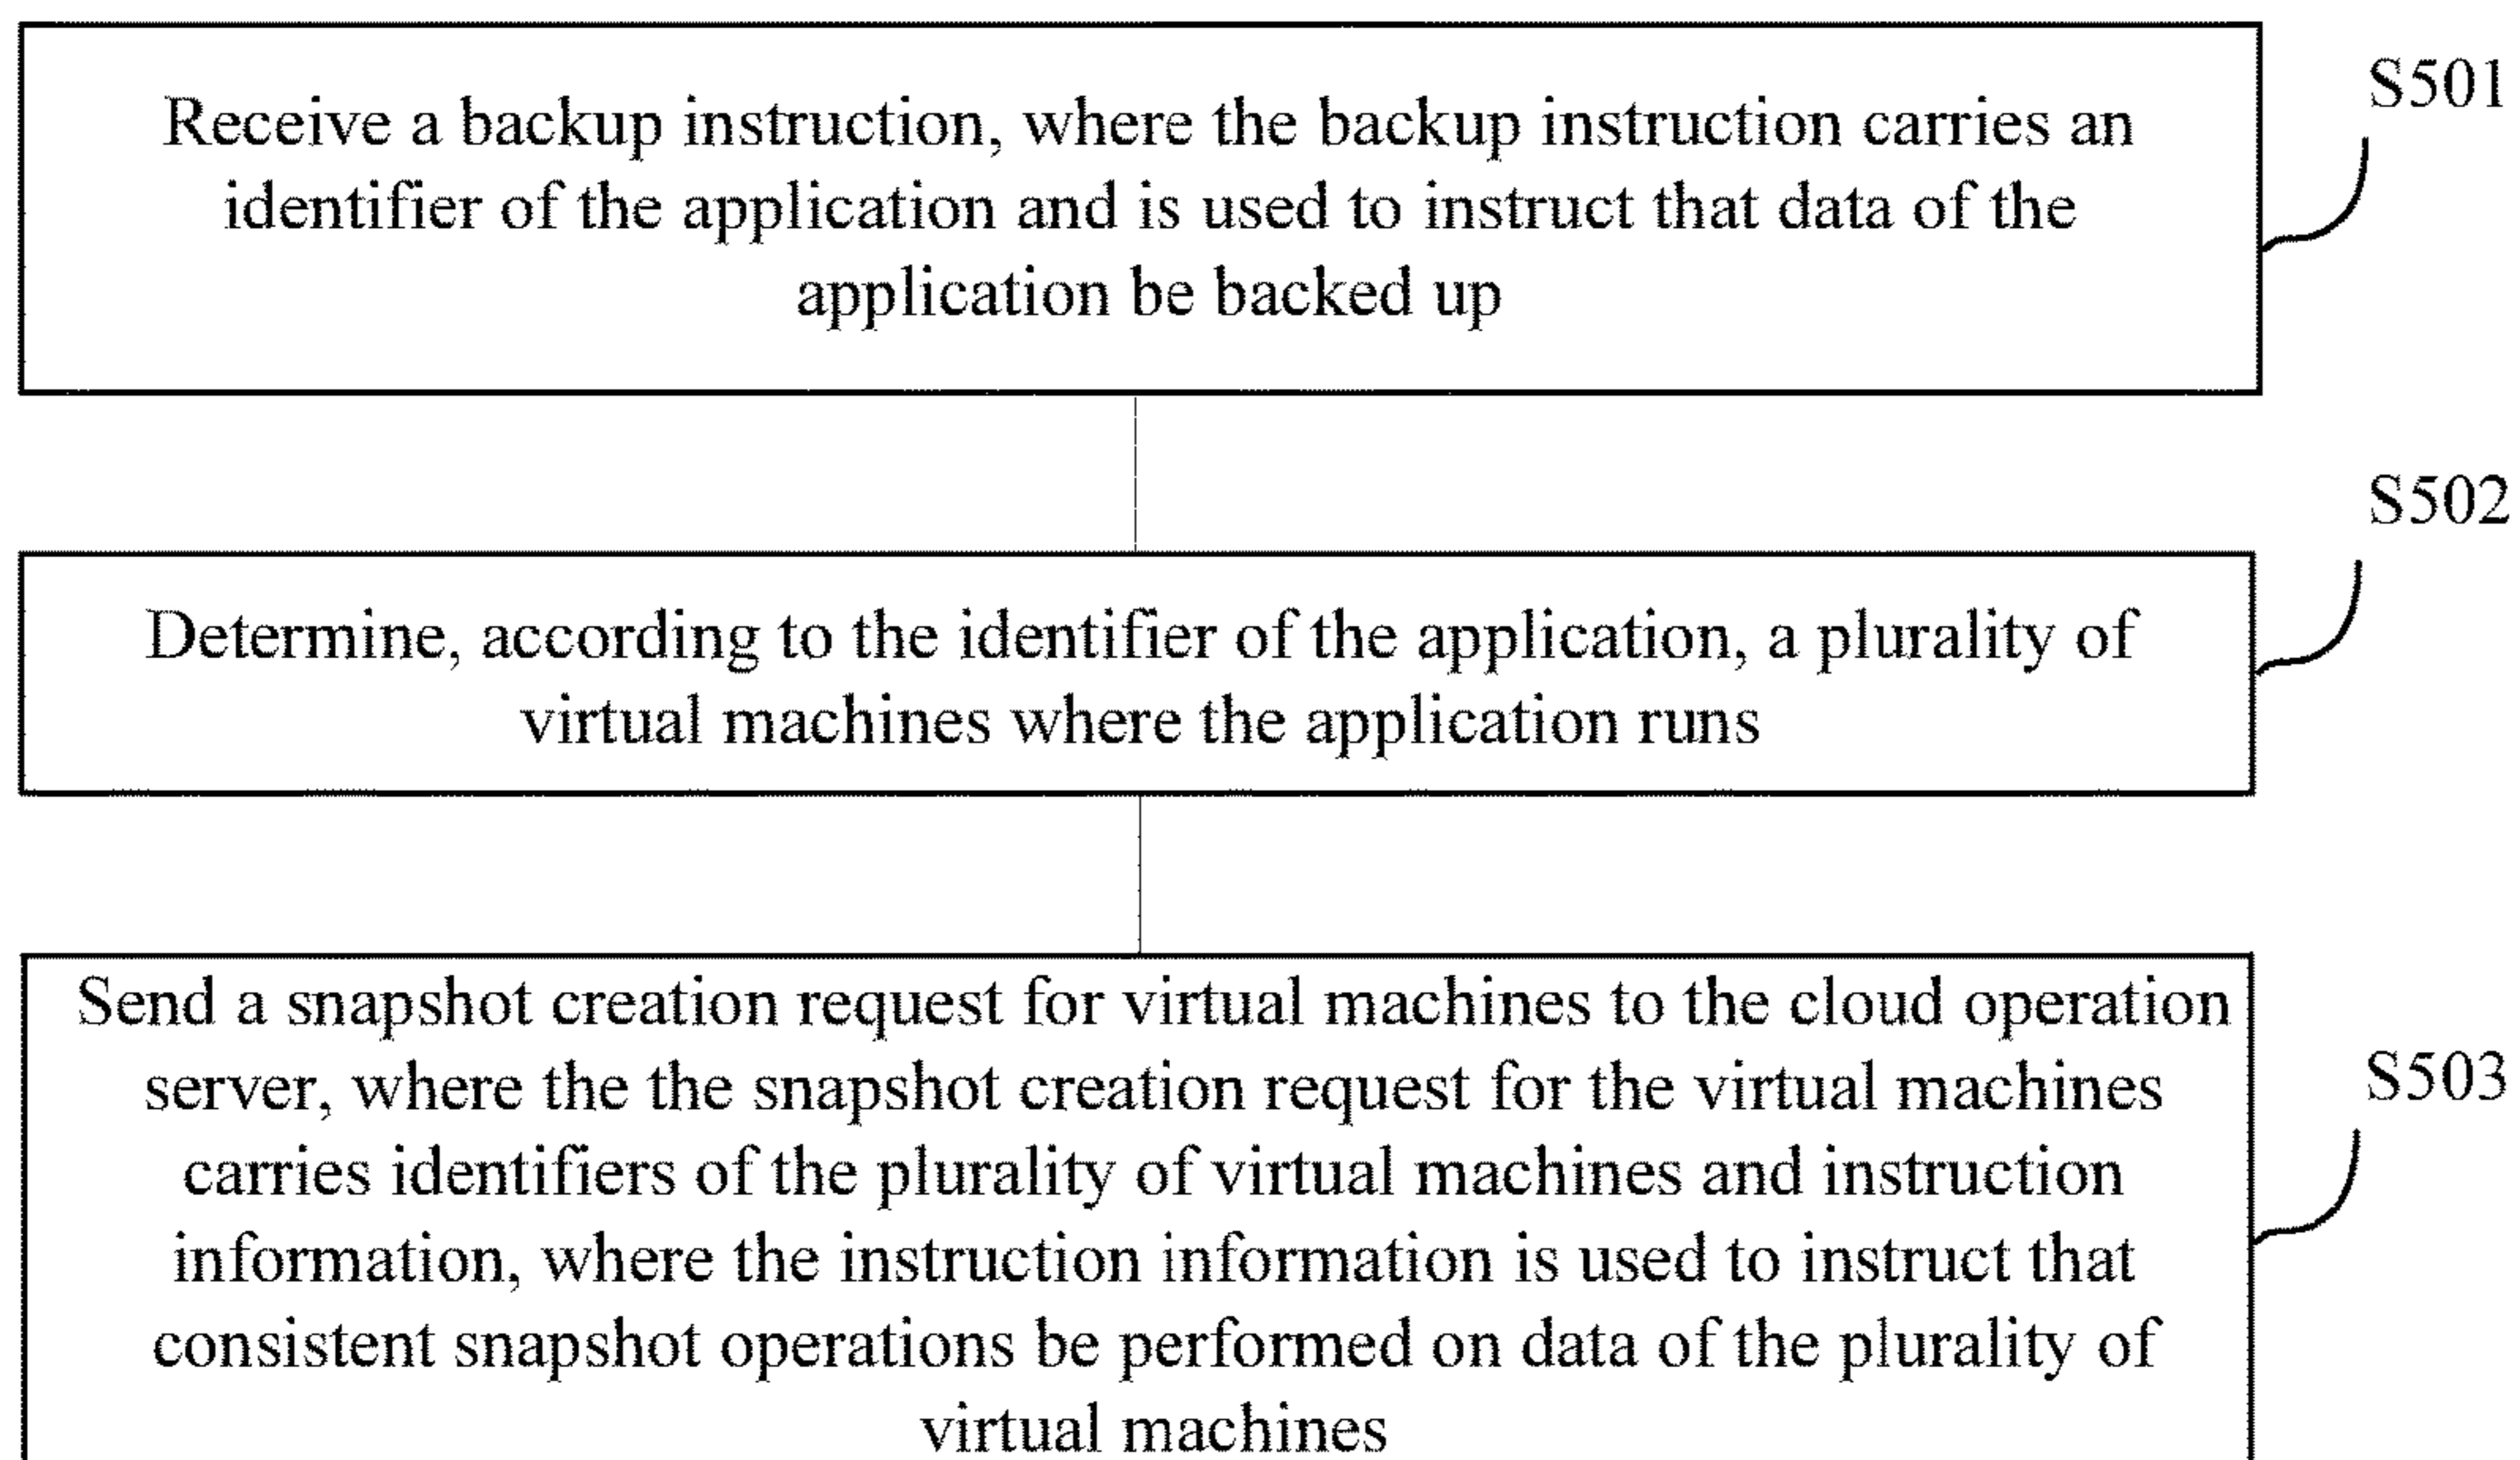 Receive a backup instruction, where the backup instruction carries an
identifier of the application and is used to instruct that data of the
application be backed up
S501
Determine, according to the identifier of the application, a plurality of
virtual machines where the application runs
S502
Send a snapshot creation request for virtual machines to the cloud operation
server, where the the snapshot creation request for the virtual machines
carries identifiers of the plurality of virtual machines and instruction
information, where the instruction information is used to instruct that
consistent snapshot operations be performed on data of the plurality of
virtual machines
S503